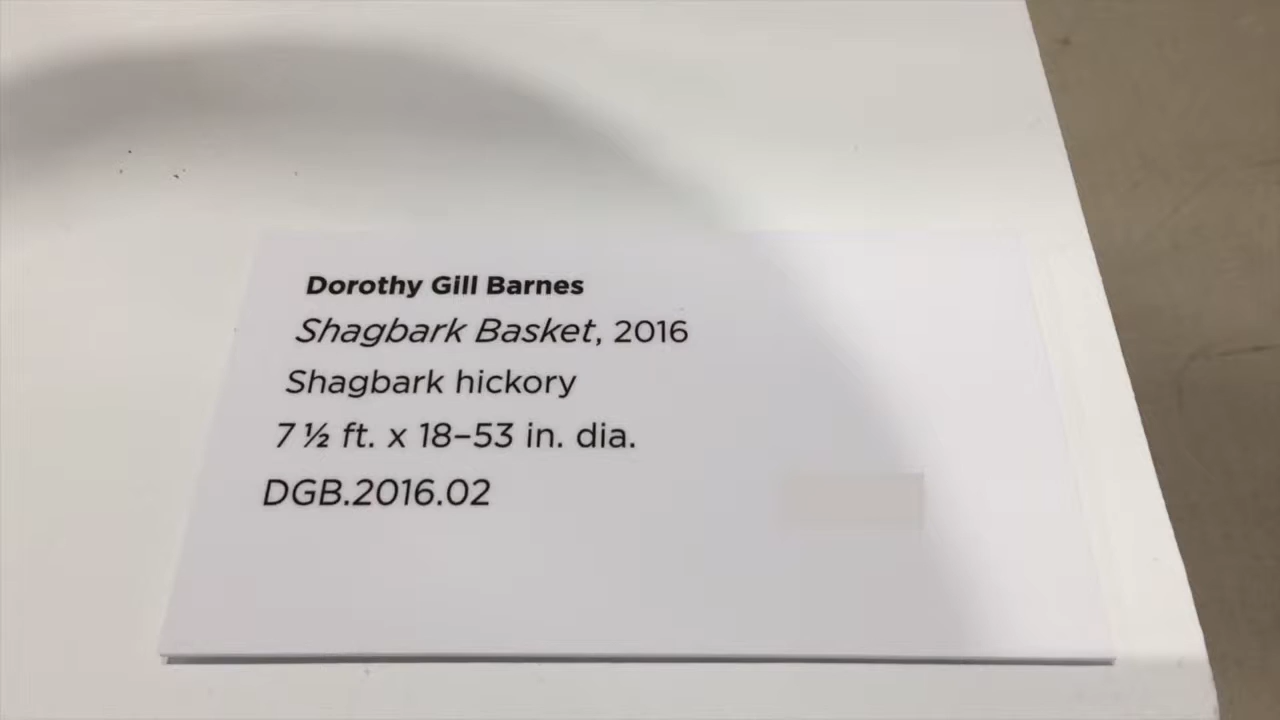 Dorothy Gill Barnes
Shagbark Basket, 2016
Shagbark hickory
7 ½ ft. x 18–53 in. dia.
DGB.2016.02